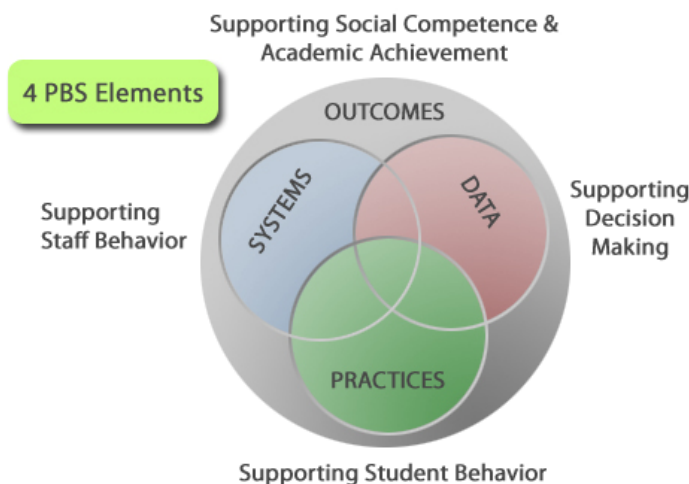 Supporting Social Competence &
Academic Achievement
4 PBS Elements
OUTCOMES
SYSTEMS
DATA
Supporting
Staff Behavior
Supporting
Decision
Making
PRACTICES
Supporting Student Behavior